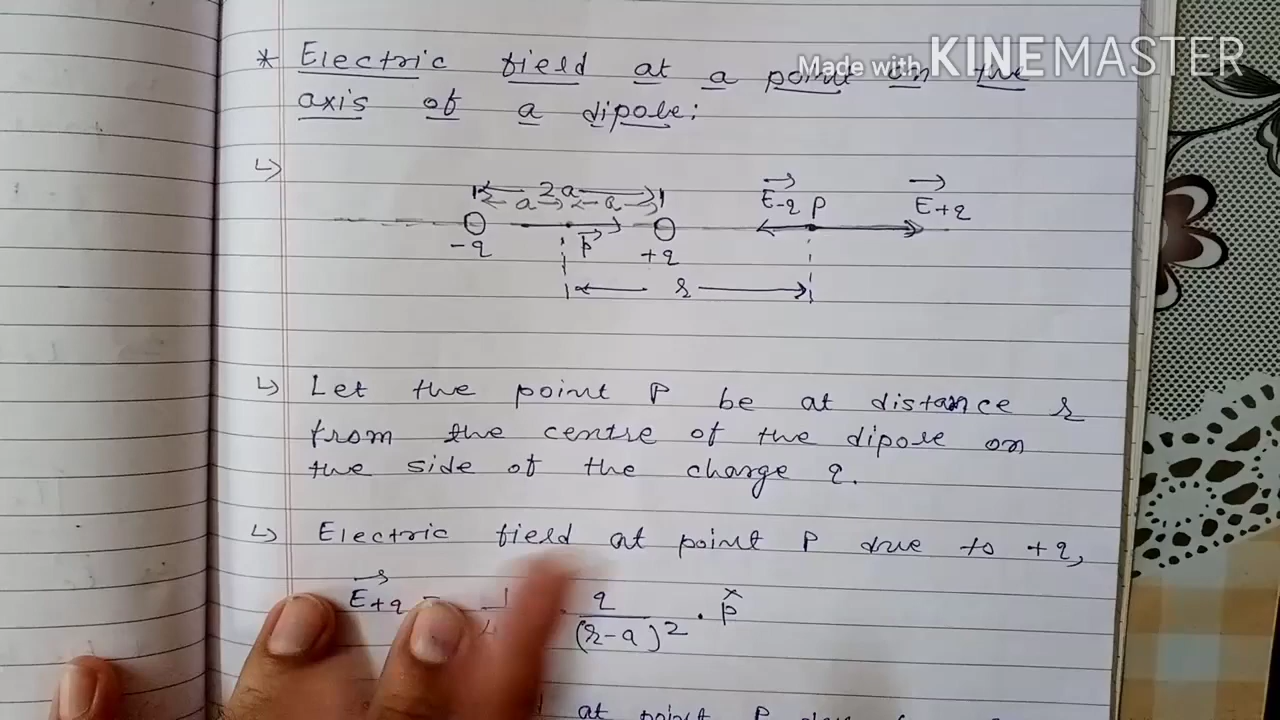 Made with KINEMASTER
* Electric field at a point on the
axis of a dipole:
↳
2a
a a
E-q P E+q
-q p +q
r
↳ Let the point P be at distance r
from the centre of the dipole on
the side of the charge q.
↳ Electric field at point P due to +q,
E+q = 1 . q/(r-a)² . p̂
at point P due